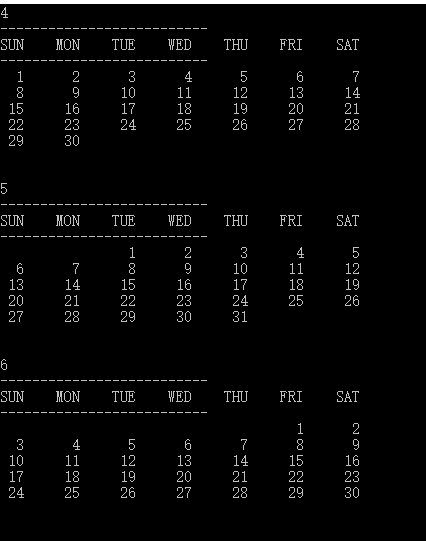 4
--------------------------
SUN MON TUE WED THU FRI SAT
--------------------------
1 2 3 4 5 6 7
8 9 10 11 12 13 14
15 16 17 18 19 20 21
22 23 24 25 26 27 28
29 30
5
--------------------------
SUN MON TUE WED THU FRI SAT
--------------------------
1 2 3 4 5
6 7 8 9 10 11 12
13 14 15 16 17 18 19
20 21 22 23 24 25 26
27 28 29 30 31
6
--------------------------
SUN MON TUE WED THU FRI SAT
--------------------------
1 2
3 4 5 6 7 8 9
10 11 12 13 14 15 16
17 18 19 20 21 22 23
24 25 26 27 28 29 30